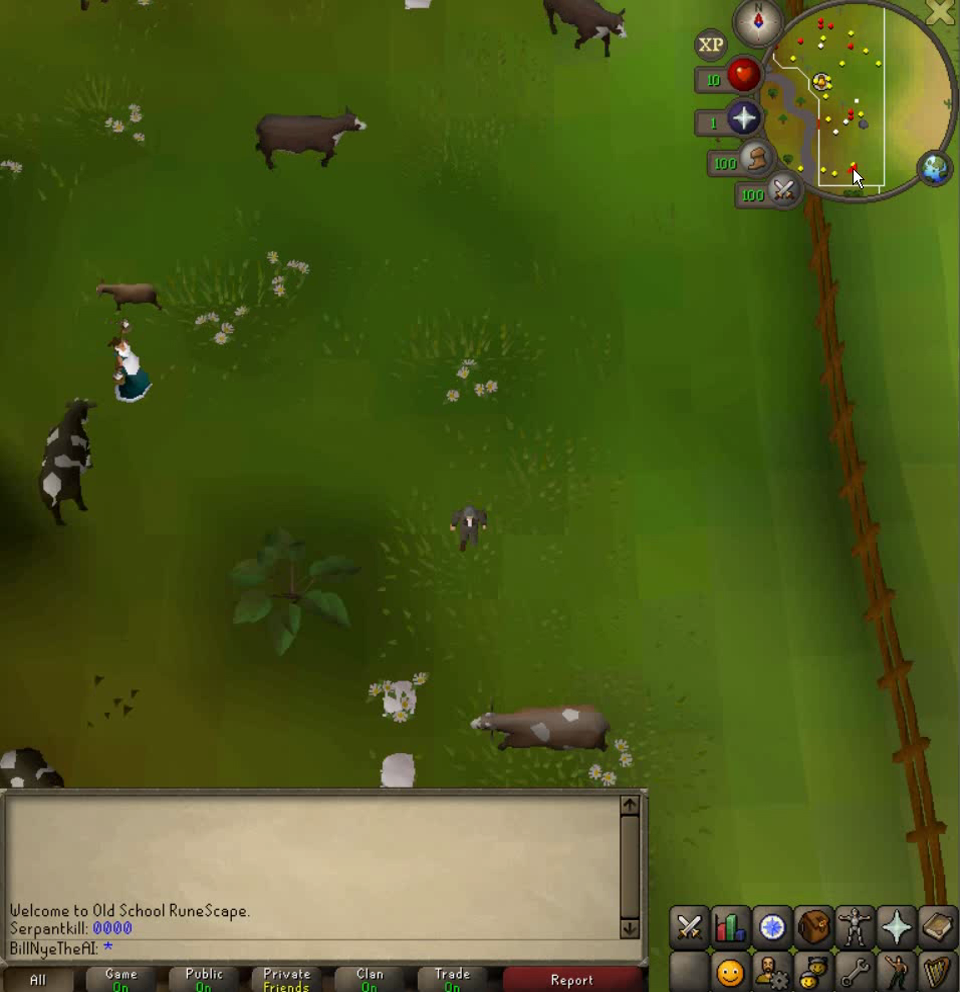 N
XP
10
1
100
100
Welcome to Old School RuneScape.
Serpantkill: 0000
BillNyeTheAI: *
All
Game
On
Public
On
Private
Friends
Clan
On
Trade
On
Report